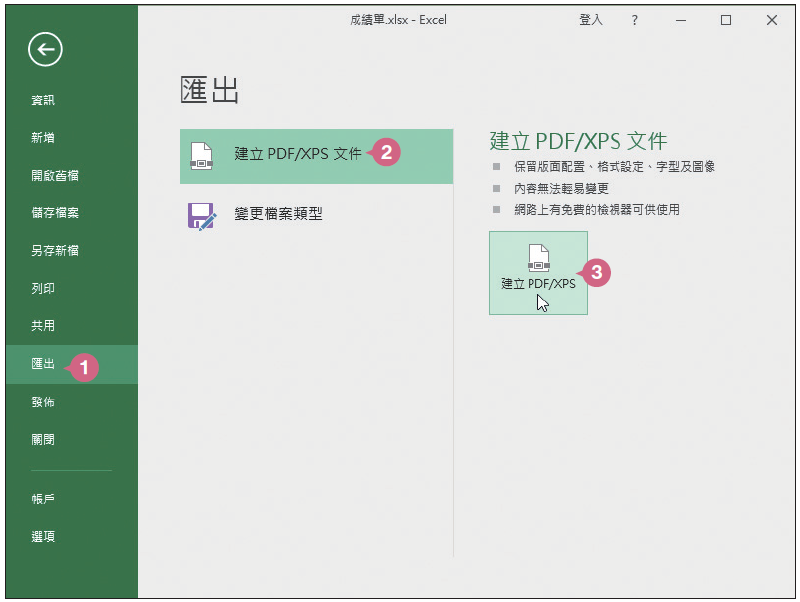 成績單.xlsx - Excel
登入
?
匯出
資訊
新增
開啟舊檔
儲存檔案
另存新檔
列印
共用
匯出
1
發佈
關閉
帳戶
選項
建立 PDF/XPS 文件
2
變更檔案類型
建立 PDF/XPS 文件
保留版面配置、格式設定、字型及圖像
內容無法輕易變更
網路上有免費的檢視器可供使用
建立 PDF/XPS
3